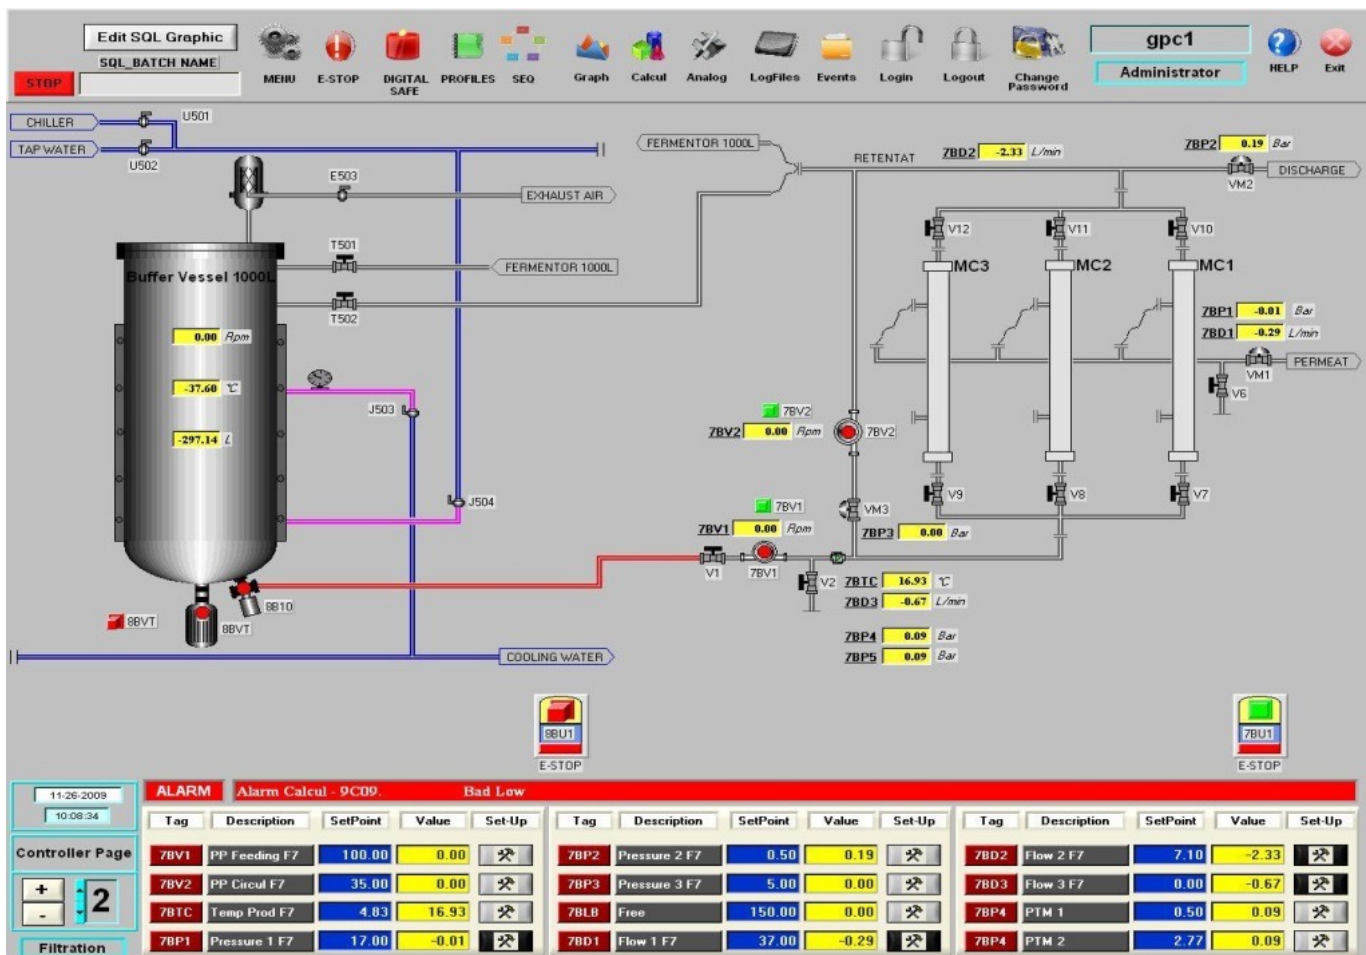 Edit SQL Graphic
SQL_BATCH NAME
STOP
MENU
E-STOP
DIGITAL SAFE
PROFILES
SEQ
Graph
Calcul
Analog
LogFiles
Events
Login
Logout
Change Password
gpc1
Administrator
HELP
Exit
CHILLER
U501
TAP WATER
U502
E503
EXHAUST AIR
T501
FERMENTOR 1000L
T502
Buffer Vessel 1000L
0.00 Rpm
-37.60 °C
-297.14 L
J503
J504
8B10
8BVT
8BVT
COOLING WATER
FERMENTOR 1000L
RETENTAT
7BD2 -2.33 L/min
7BP2 0.19 Bar
VM2
DISCHARGE
V12
V11
V10
MC3
MC2
MC1
7BP1 -0.01 Bar
7BD1 -0.29 L/min
VM1
PERMEAT
V6
7BV2
7BV2 0.00 Rpm
7BV2
V9
V8
V7
7BV1
VM3
7BV1 0.00 Rpm
7BP3 0.00 Bar
V1
7BV1
V2
7BTC 16.93 °C
7BD3 -0.67 L/min
7BP4 0.09 Bar
7BP5 0.09 Bar
8BU1
E-STOP
7BU1
E-STOP
11-26-2009
10:08:34
Controller Page
+
-
2
Filtration
ALARM Alarm Calcul - 9C09. Bad Low
Tag Description SetPoint Value Set-Up
7BV1 PP Feeding F7 100.00 0.00
7BV2 PP Circul F7 35.00 0.00
7BTC Temp Prod F7 4.83 16.93
7BP1 Pressure 1 F7 17.00 -0.01
Tag Description SetPoint Value Set-Up
7BP2 Pressure 2 F7 0.50 0.19
7BP3 Pressure 3 F7 5.00 0.00
7BLB Free 150.00 0.00
7BD1 Flow 1 F7 37.00 -0.29
Tag Description SetPoint Value Set-Up
7BD2 Flow 2 F7 7.10 -2.33
7BD3 Flow 3 F7 0.00 -0.67
7BP4 PTM 1 0.50 0.09
7BP4 PTM 2 2.77 0.09